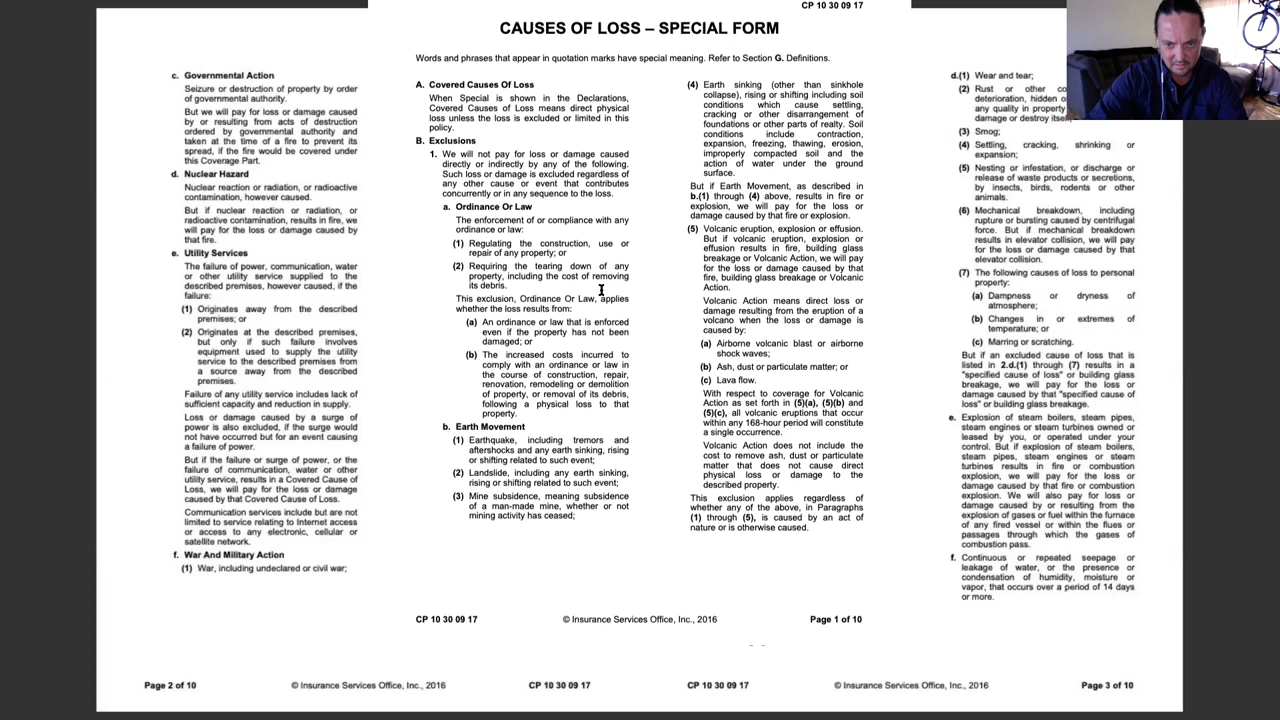 CP 10 30 09 17
CAUSES OF LOSS – SPECIAL FORM
Words and phrases that appear in quotation marks have special meaning. Refer to Section G. Definitions.
c. Governmental Action
Seizure or destruction of property by order
of governmental authority.
But we will pay for loss or damage caused
by or resulting from acts of destruction
ordered by governmental authority and
taken at the time of a fire to prevent its
spread, if the fire would be covered under
this Coverage Part.
d. Nuclear Hazard
Nuclear reaction or radiation, or radioactive
contamination, however caused.
But if nuclear reaction or radiation, or
radioactive contamination, results in fire, we
will pay for the loss or damage caused by
that fire.
e. Utility Services
The failure of power, communication, water
or other utility service supplied to the
described premises, however caused, if the
failure:
(1) Originates away from the described
premises; or
(2) Originates at the described premises,
but only if such failure involves
equipment used to supply the utility
service to the described premises from
a source away from the described
premises.
Failure of any utility service includes lack of
sufficient capacity and reduction in supply.
Loss or damage caused by a surge of
power is also excluded, if the surge would
not have occurred but for an event causing
a failure of power.
But if the failure or surge of power, or the
failure of communication, water or other
utility service, results in a Covered Cause of
Loss, we will pay for the loss or damage
caused by that Covered Cause of Loss.
Communication services include but are not
limited to service relating to Internet access
or access to any electronic, cellular or
satellite network.
f. War And Military Action
(1) War, including undeclared or civil war;
A. Covered Causes Of Loss
When Special is shown in the Declarations,
Covered Causes of Loss means direct physical
loss unless the loss is excluded or limited in this
policy.
B. Exclusions
1. We will not pay for loss or damage caused
directly or indirectly by any of the following.
Such loss or damage is excluded regardless of
any other cause or event that contributes
concurrently or in any sequence to the loss.
a. Ordinance Or Law
The enforcement of or compliance with any
ordinance or law:
(1) Regulating the construction, use or
repair of any property; or
(2) Requiring the tearing down of any
property, including the cost of removing
its debris.
This exclusion, Ordinance Or Law, applies
whether the loss results from:
(a) An ordinance or law that is enforced
even if the property has not been
damaged; or
(b) The increased costs incurred to
comply with an ordinance or law in
the course of construction, repair,
renovation, remodeling or demolition
of property, or removal of its debris,
following a physical loss to that
property.
b. Earth Movement
(1) Earthquake, including tremors and
aftershocks and any earth sinking, rising
or shifting related to such event;
(2) Landslide, including any earth sinking,
rising or shifting related to such event;
(3) Mine subsidence, meaning subsidence
of a man-made mine, whether or not
mining activity has ceased;
(4) Earth sinking (other than sinkhole
collapse), rising or shifting including soil
conditions which cause settling,
cracking or other disarrangement of
foundations or other parts of realty. Soil
conditions include contraction,
expansion, freezing, thawing, erosion,
improperly compacted soil and the
action of water under the ground
surface.
But if Earth Movement, as described in
b.(1) through (4) above, results in fire or
explosion, we will pay for the loss or
damage caused by that fire or explosion.
(5) Volcanic eruption, explosion or effusion.
But if volcanic eruption, explosion or
effusion results in fire, building glass
breakage or Volcanic Action, we will pay
for the loss or damage caused by that
fire, building glass breakage or Volcanic
Action.
Volcanic Action means direct loss or
damage resulting from the eruption of a
volcano when the loss or damage is
caused by:
(a) Airborne volcanic blast or airborne
shock waves;
(b) Ash, dust or particulate matter; or
(c) Lava flow.
With respect to coverage for Volcanic
Action as set forth in (5)(a), (5)(b) and
(5)(c), all volcanic eruptions that occur
within any 168-hour period will constitute
a single occurrence.
Volcanic Action does not include the
cost to remove ash, dust or particulate
matter that does not cause direct
physical loss or damage to the
described property.
This exclusion applies regardless of
whether any of the above, in Paragraphs
(1) through (5), is caused by an act of
nature or is otherwise caused.
CP 10 30 09 17 © Insurance Services Office, Inc., 2016 Page 1 of 10
d.(1) Wear and tear;
(2) Rust or other
deterioration, hidden
any quality in property
damage or destroy
(3) Smog;
(4) Settling, cracking, shrinking or
expansion;
(5) Nesting or infestation, or discharge or
release of waste products or secretions,
by insects, birds, rodents or other
animals.
(6) Mechanical breakdown, including
rupture or bursting caused by centrifugal
force. But if mechanical breakdown
results in elevator collision, we will pay
for the loss or damage caused by that
elevator collision.
(7) The following causes of loss to personal
property:
(a) Dampness or dryness of
atmosphere;
(b) Changes in or extremes of
temperature; or
(c) Marring or scratching.
But if an excluded cause of loss that is
listed in 2.d.(1) through (7) results in a
"specified cause of loss" or building glass
breakage, we will pay for the loss or
damage caused by that "specified cause
of loss" or building glass breakage.
e. Explosion of steam boilers, steam pipes,
steam engines or steam turbines owned or
leased by you, or operated under your
control. But if explosion of steam boilers,
steam pipes, steam engines or steam
turbines results in fire or combustion
explosion, we will pay for the loss or
damage caused by that fire or combustion
explosion. We will also pay for loss or
damage caused by or resulting from the
explosion of gases or fuel within the furnace
of any fired vessel or within the flues or
passages through which the gases of
combustion pass.
f. Continuous or repeated seepage or
leakage of water, or the presence or
condensation of humidity, moisture or
vapor, that occurs over a period of 14 days
or more.
Page 2 of 10 © Insurance Services Office, Inc., 2016 CP 10 30 09 17
CP 10 30 09 17 © Insurance Services Office, Inc., 2016 Page 3 of 10